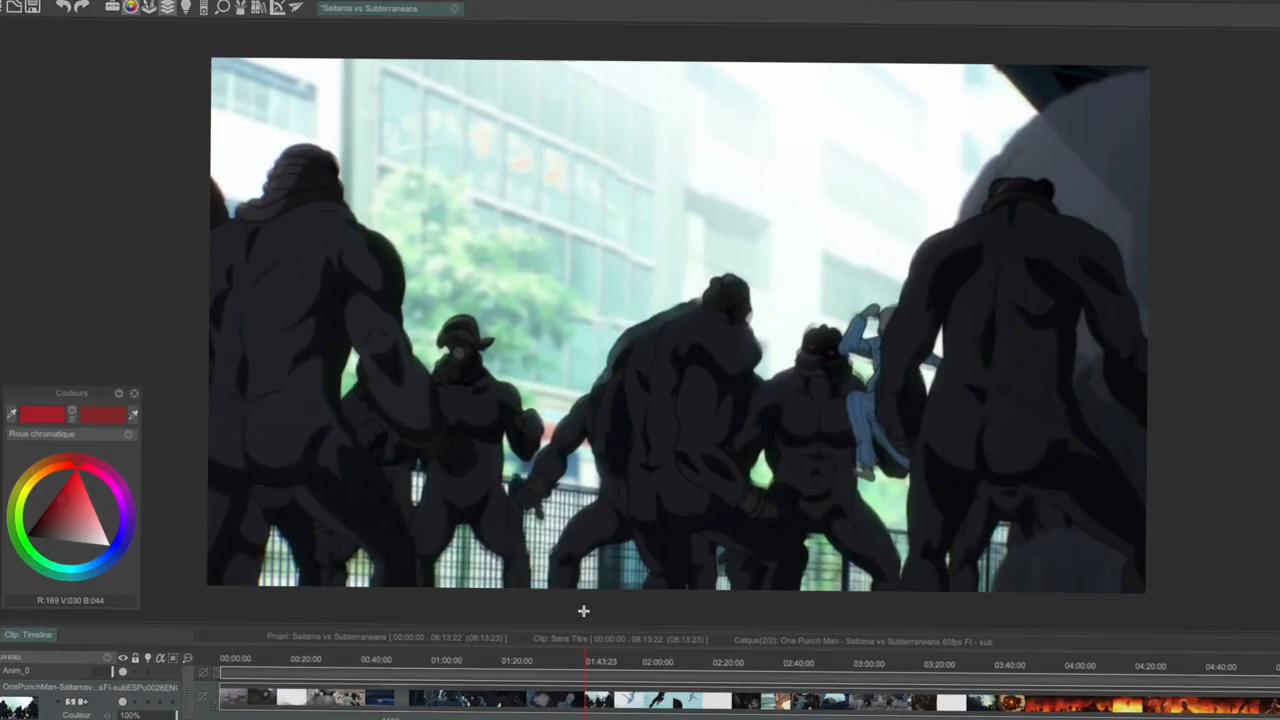 *Saitama vs Subterraneans
Couleurs
Roue chromatique
R:169 V:030 B:044
Clip: Timeline
Projet: Saitama vs Subterraneans [ 00:00:00 , 08:13:22 (08:13:23) ]
Clip: Sans Titre [ 00:00:00 , 08:13:22 (08:13:23) ]
Calque(2/2): One Punch Man - Saitama vs Subterraneans 60fps FI - sub
uveau
00:00:00 00:20:00 00:40:00 01:00:00 01:20:00 01:43:23 02:00:00 02:20:00 02:40:00 03:00:00 03:20:00 03:40:00 04:00:00 04:20:00 04:40:00
Anim_0
OnePunchMan-Saitamav...sFI-subESPu0026ENG
Couleur 100%